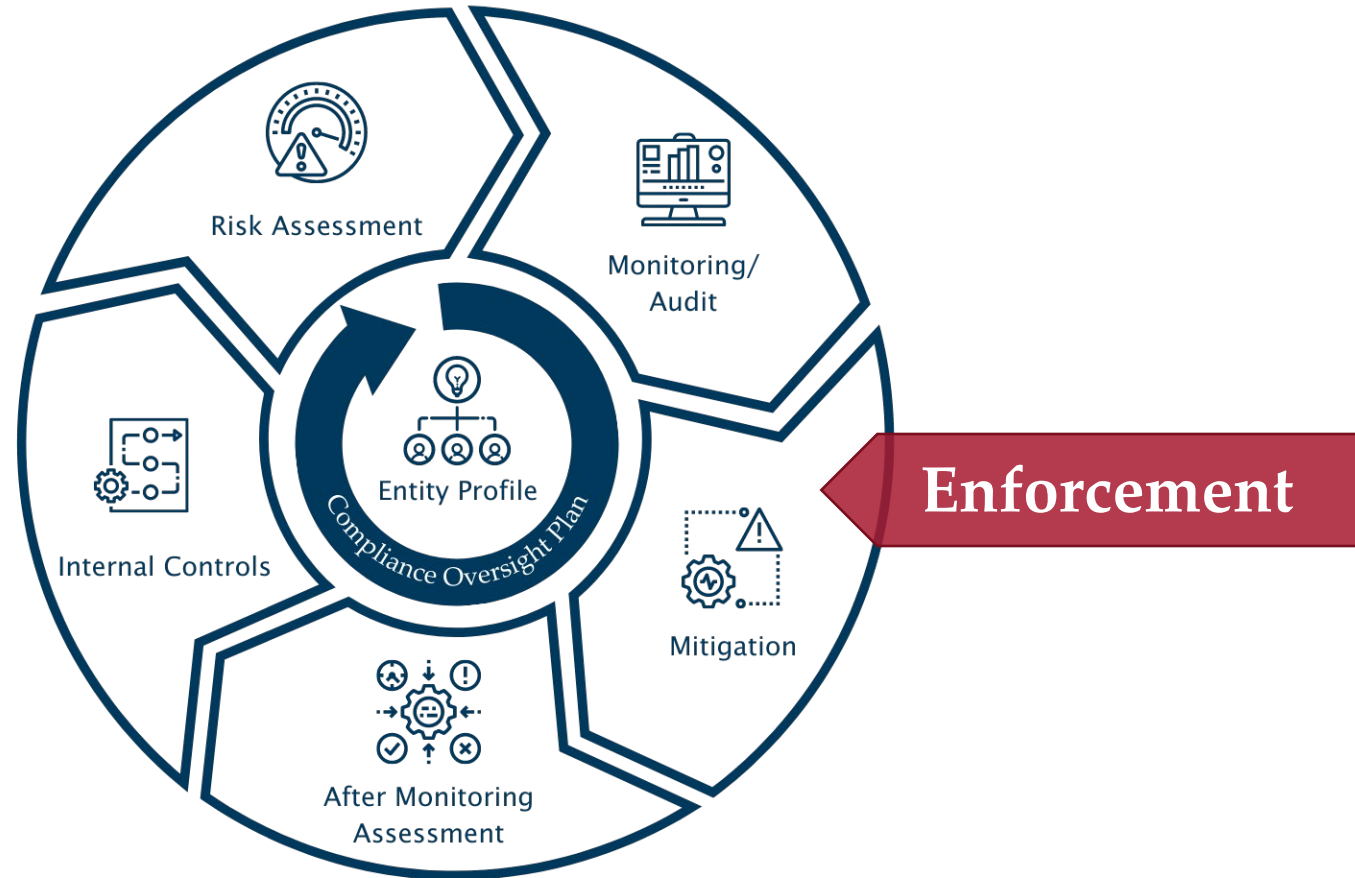 Risk Assessment
Monitoring/
Audit
Enforcement
Mitigation
After Monitoring
Assessment
Internal Controls
Entity Profile
Compliance Oversight Plan